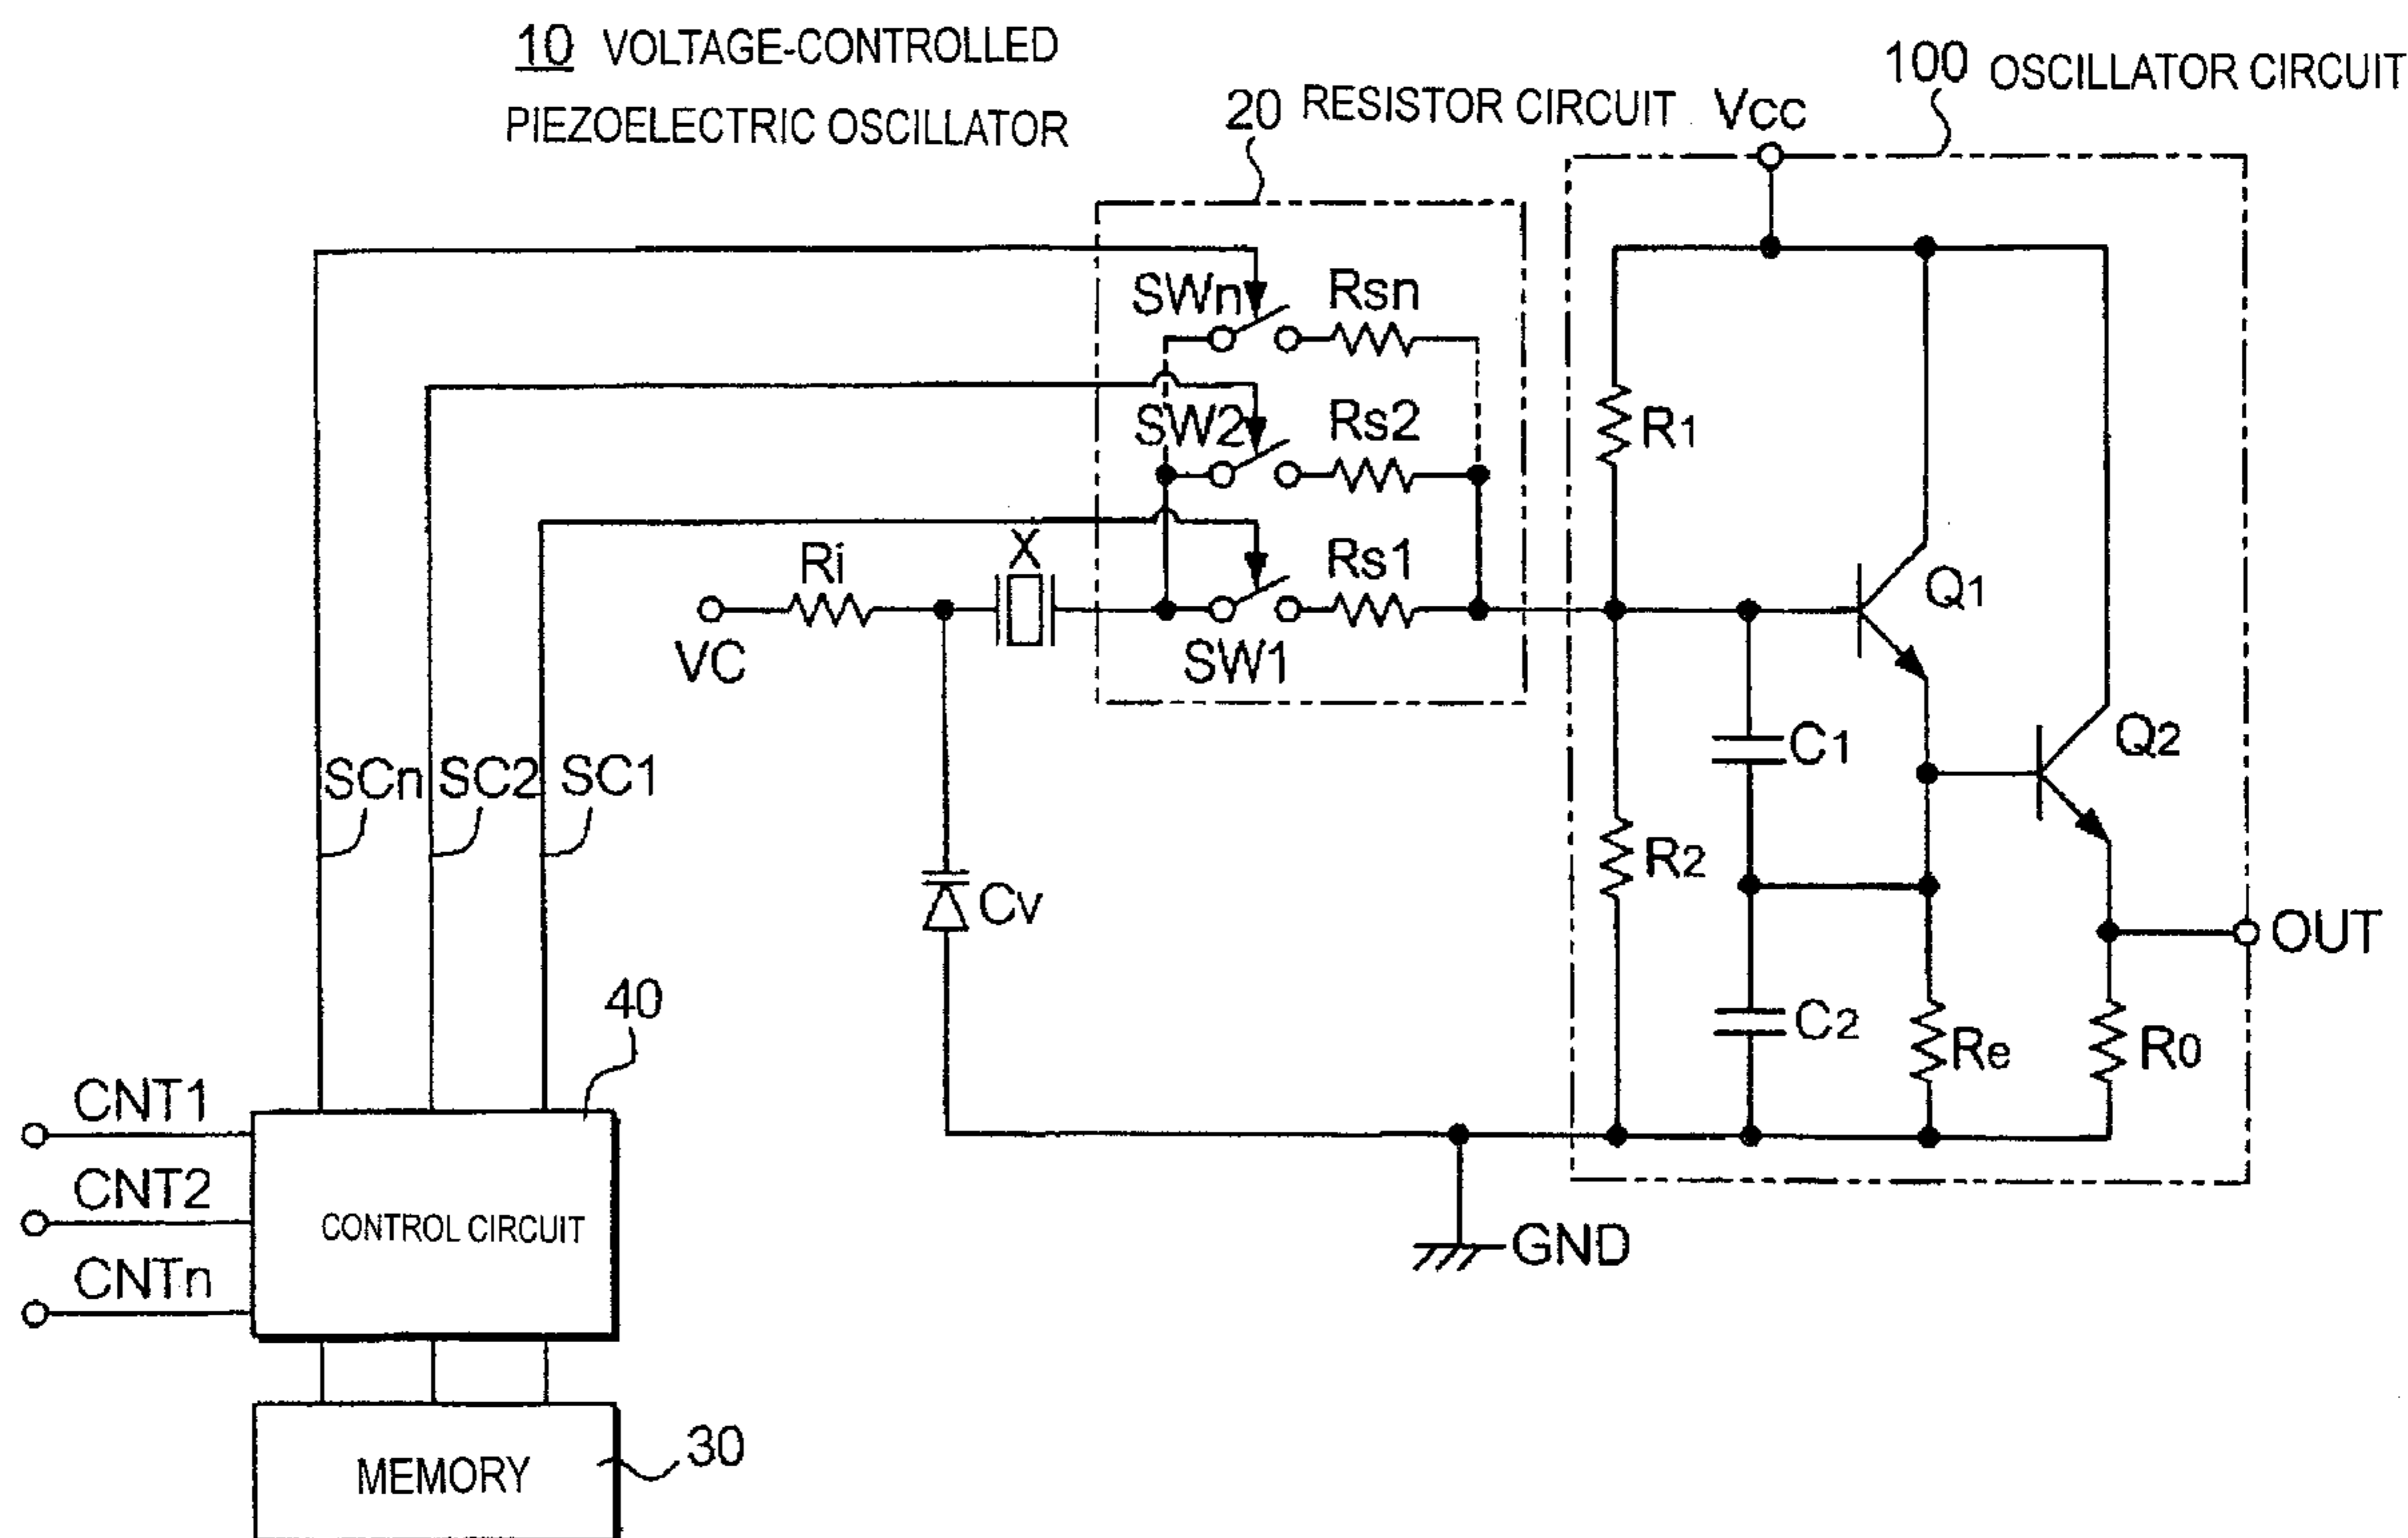 10 VOLTAGE-CONTROLLED
PIEZOELECTRIC OSCILLATOR
20 RESISTOR CIRCUIT
Vcc
100 OSCILLATOR CIRCUIT
SWn
Rsn
SW2
Rs2
R1
Ri
X
Rs1
Q1
VC
SW1
SCn
SC2
SC1
C1
Q2
R2
Cv
OUT
40
C2
Re
R0
CNT1
CNT2
CONTROL CIRCUIT
GND
CNTn
MEMORY
30